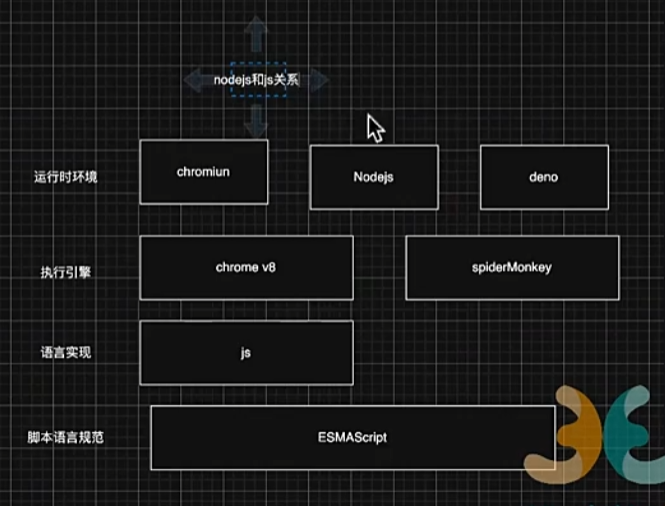 nodejs和js关系
运行时环境
chromiun
Nodejs
deno
执行引擎
chrome v8
spiderMonkey
语言实现
js
脚本语言规范
ESMAScript